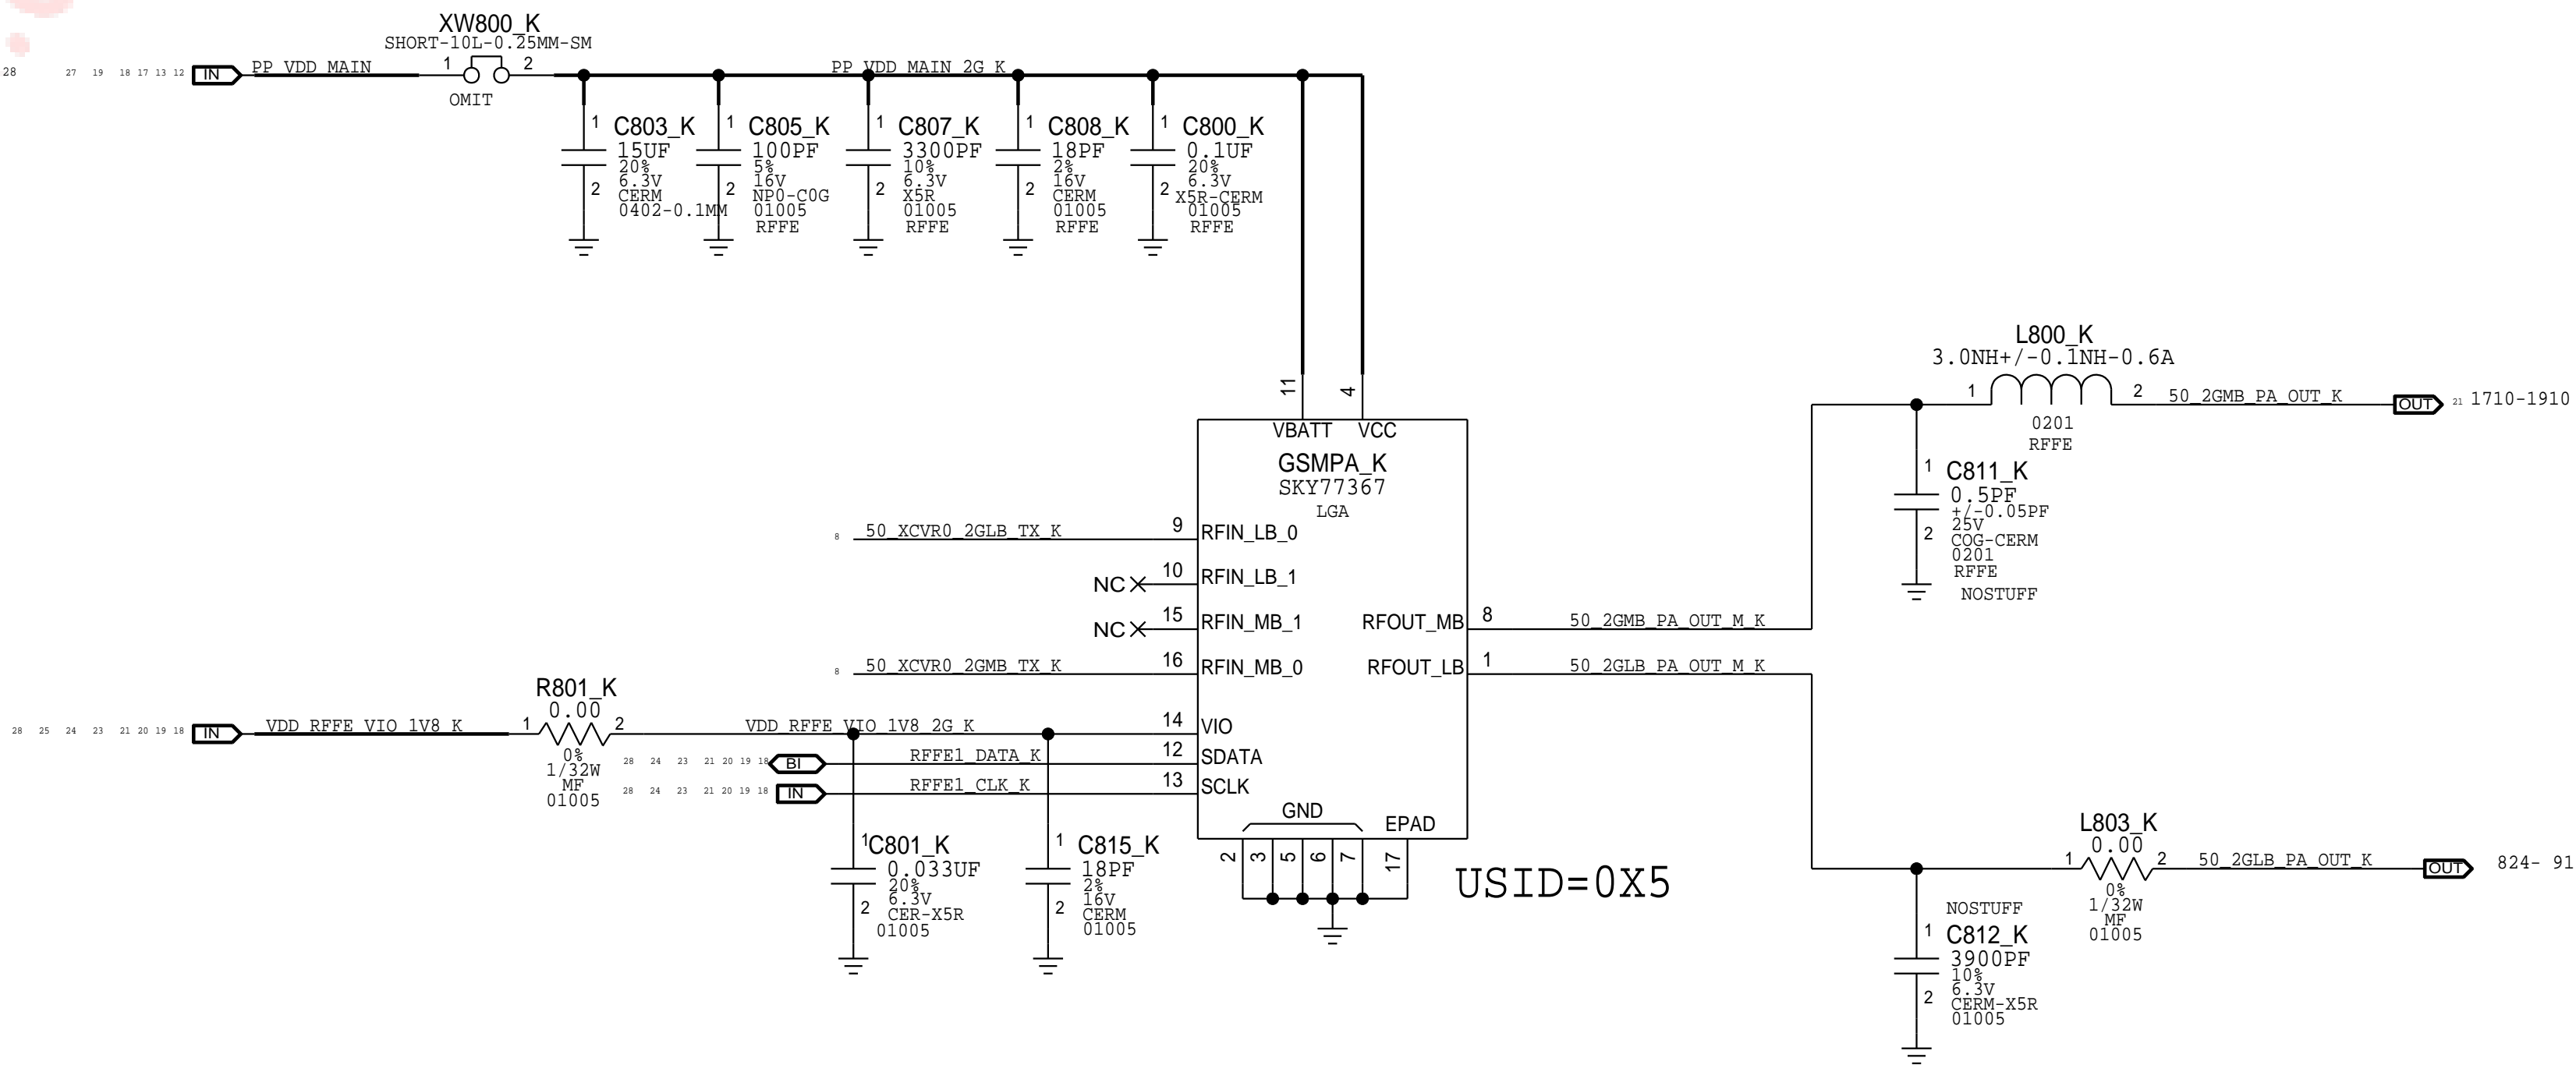 XW800_K
SHORT-10L-0.25MM-SM
28 27 19 18 17 13 12 IN PP_VDD_MAIN 1 2 PP_VDD_MAIN_2G_K
OMIT
1 C803_K
15UF
20%
6.3V
2 CERM
0402-0.1MM
1 C805_K
100PF
5%
16V
2 NP0-C0G
01005
RFFE
1 C807_K
3300PF
10%
6.3V
2 X5R
01005
RFFE
1 C808_K
18PF
2%
16V
2 CERM
01005
RFFE
1 C800_K
0.1UF
20%
6.3V
2 X5R-CERM
01005
RFFE
11 4
VBATT VCC
GSMPA_K
SKY77367
LGA
8 50_XCVR0_2GLB_TX_K 9 RFIN_LB_0
NC 10 RFIN_LB_1
NC 15 RFIN_MB_1
8 50_XCVR0_2GMB_TX_K 16 RFIN_MB_0
RFOUT_MB 8 50_2GMB_PA_OUT_M_K
RFOUT_LB 1 50_2GLB_PA_OUT_M_K
L800_K
3.0NH+/-0.1NH-0.6A
1 2 50_2GMB_PA_OUT_K OUT 21 1710-1910
0201
RFFE
1 C811_K
0.5PF
+/-0.05PF
25V
2 COG-CERM
0201
RFFE
NOSTUFF
R801_K
0.00
28 25 24 23 21 20 19 18 IN VDD_RFFE_VIO_1V8_K 1 2 VDD_RFFE_VIO_1V8_2G_K 14 VIO
0%
1/32W
MF
01005
28 24 23 21 20 19 18 BI RFFE1_DATA_K 12 SDATA
28 24 23 21 20 19 18 IN RFFE1_CLK_K 13 SCLK
GND EPAD
2 3 5 6 7 17
USID=0X5
1 C801_K
0.033UF
20%
6.3V
2 CER-X5R
01005
1 C815_K
18PF
2%
16V
2 CERM
01005
L803_K
0.00
1 2 50_2GLB_PA_OUT_K OUT 824- 91
0%
1/32W
MF
01005
NOSTUFF
1 C812_K
3900PF
10%
6.3V
2 CERM-X5R
01005